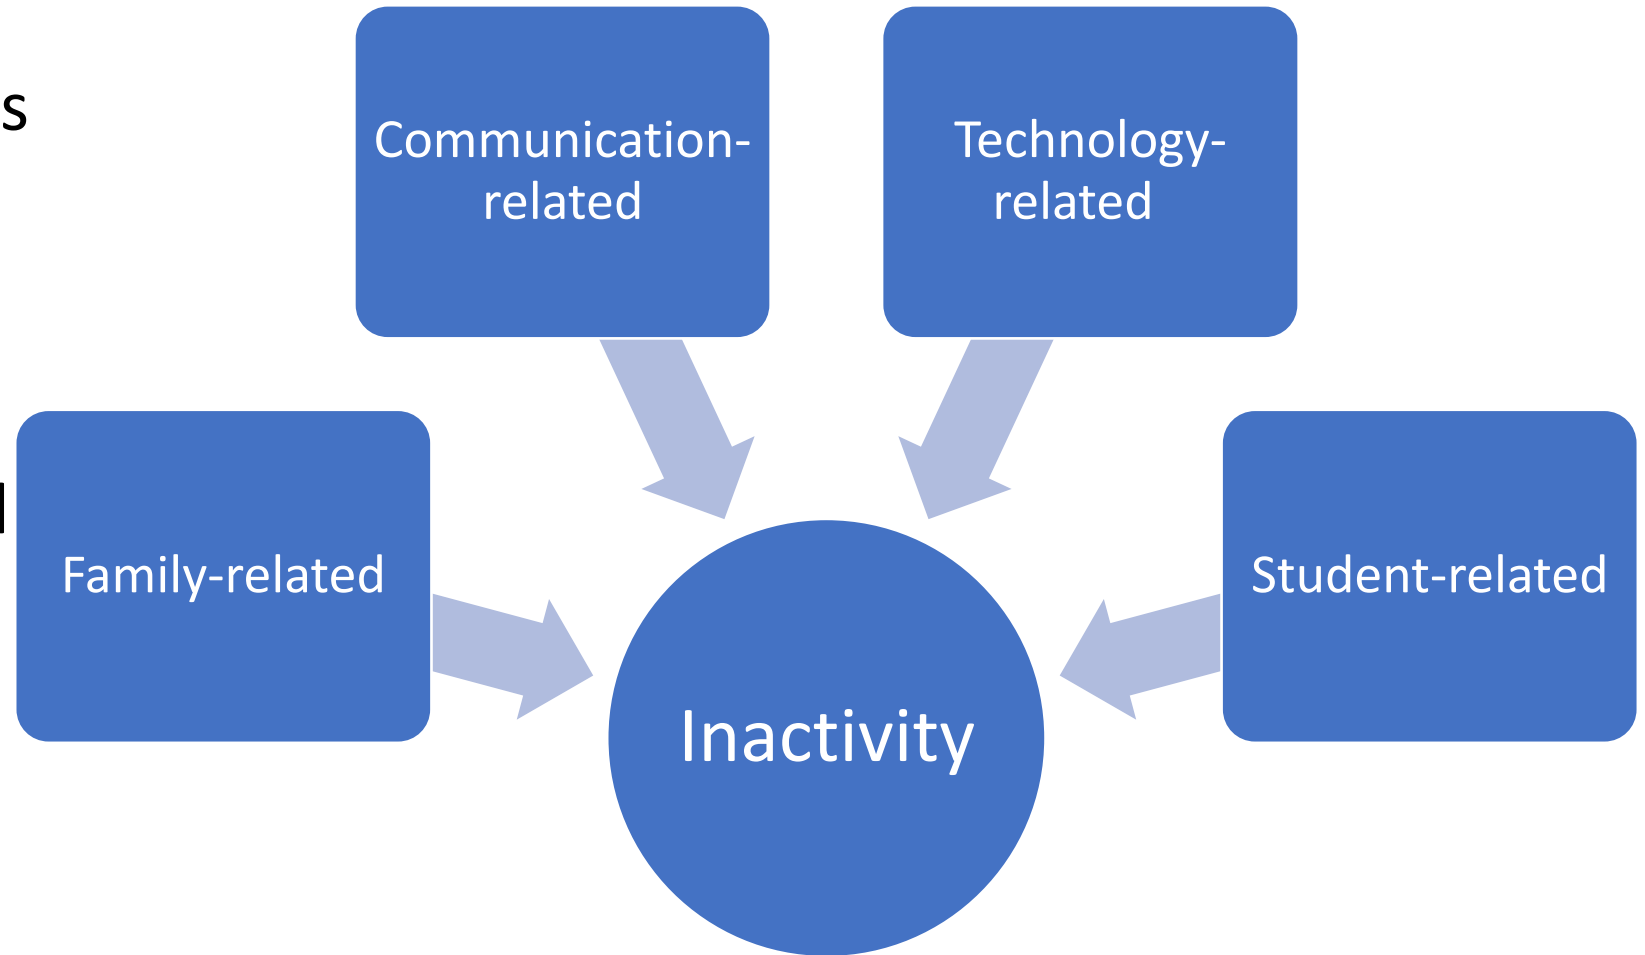 s
Communication-
related
Technology-
related
l
Family-related
Student-related
Inactivity